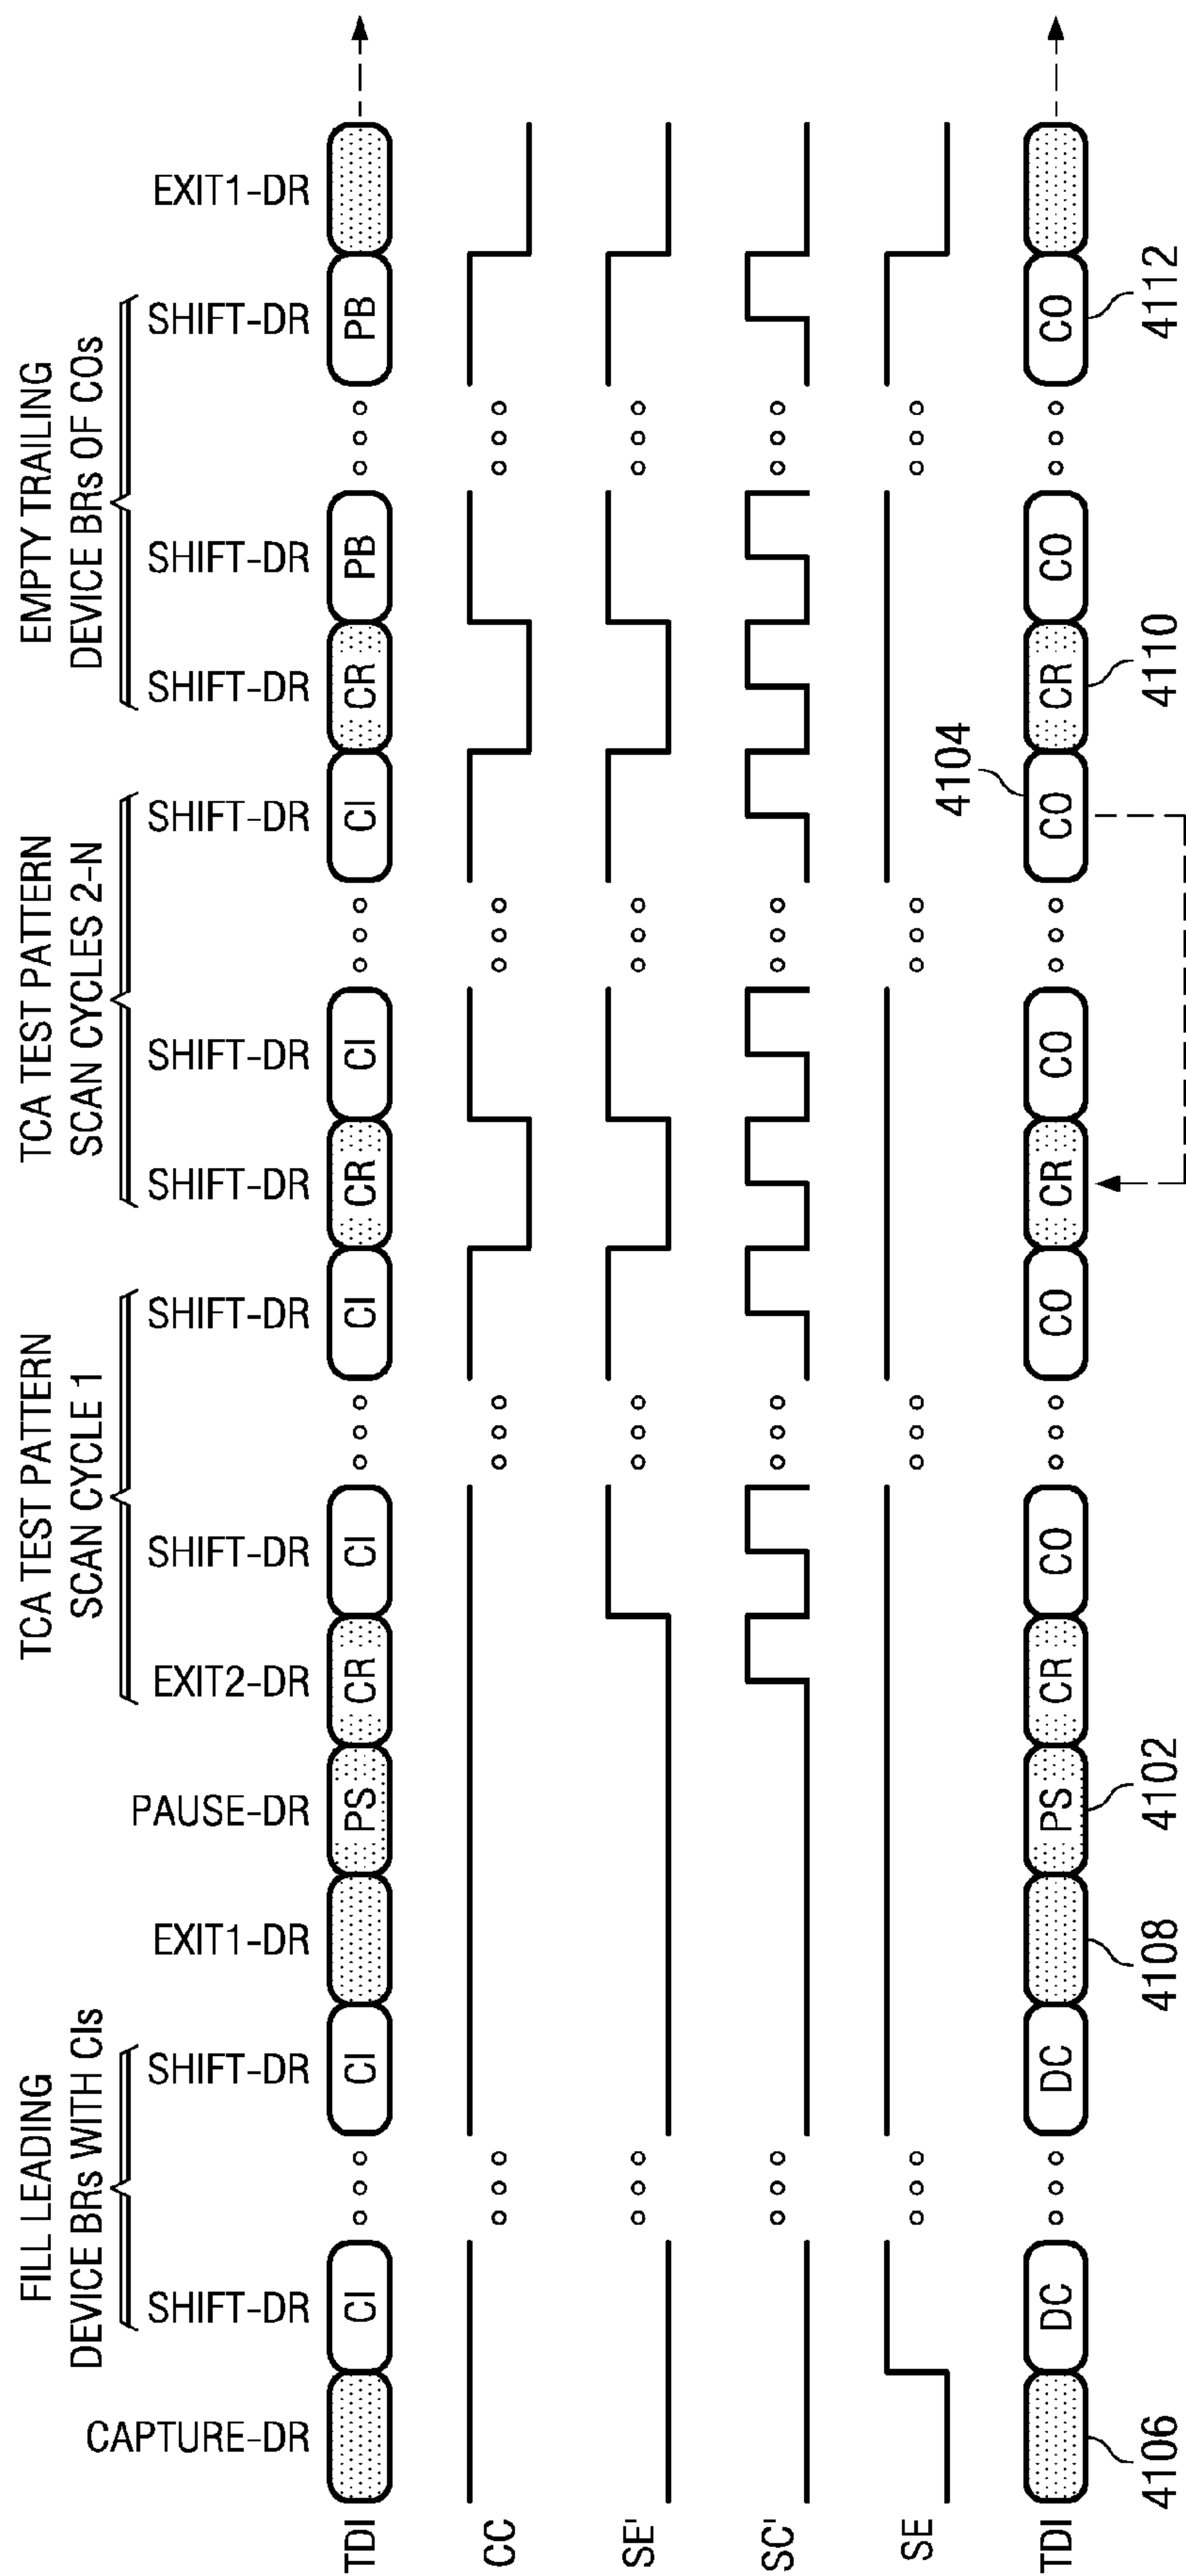 FILL LEADING
DEVICE BRs WITH CIs
TCA TEST PATTERN
SCAN CYCLE 1
TCA TEST PATTERN
SCAN CYCLES 2-N
EMPTY TRAILING
DEVICE BRs OF COs
CAPTURE-DR
SHIFT-DR
SHIFT-DR
EXIT1-DR
PAUSE-DR
EXIT2-DR
SHIFT-DR
SHIFT-DR
SHIFT-DR
SHIFT-DR
SHIFT-DR
SHIFT-DR
SHIFT-DR
SHIFT-DR
EXIT1-DR
TDI CI CI PS CR CI CI CR CI CI CR PB PB
CC
SE'
SC'
SE
4104
TDI DC DC PS CR CO CO CR CO CO CR CO CO
4106 4108 4102 4110 4112